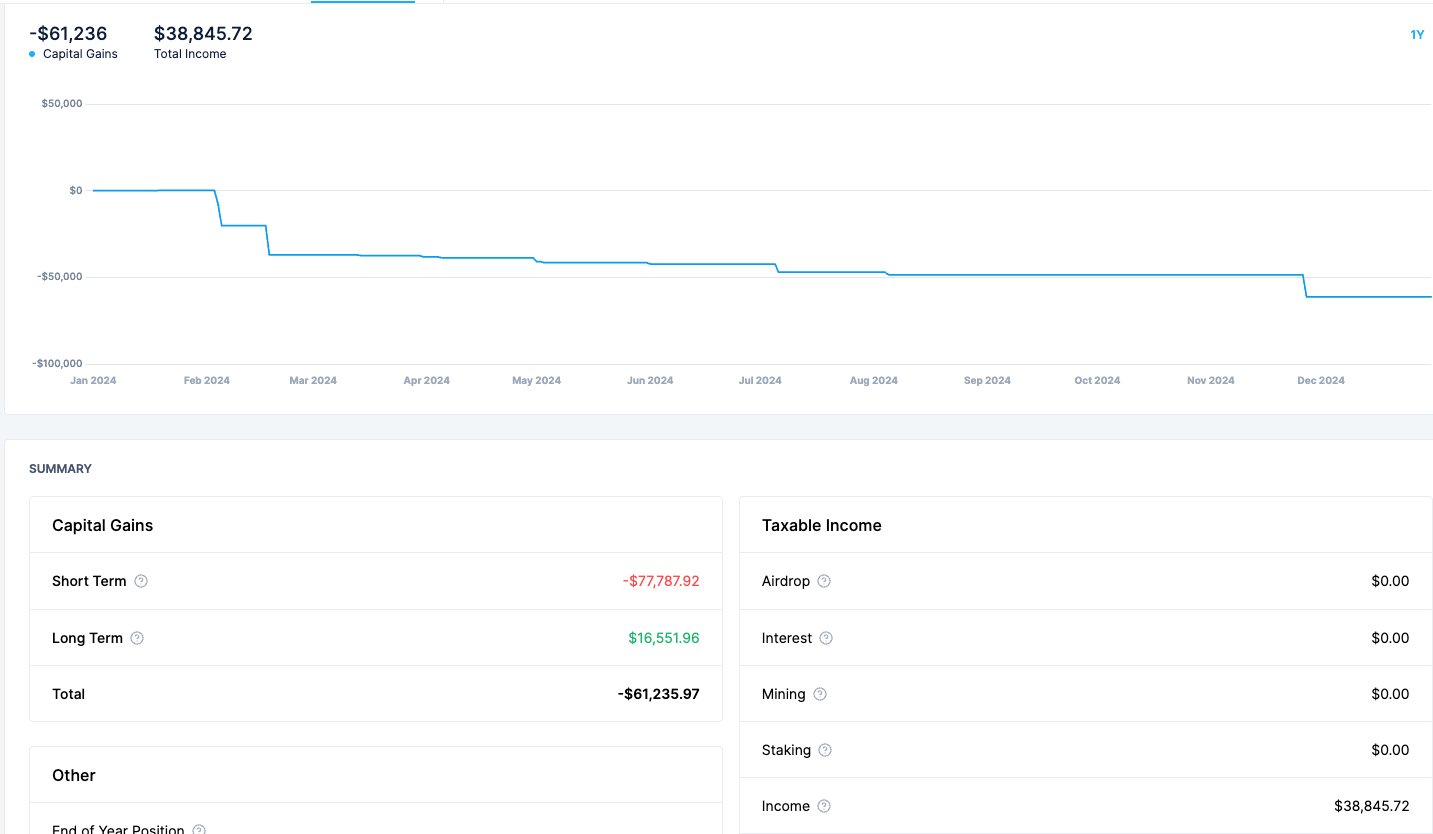 -$61,236 $38,845.72 1Y
Capital Gains Total Income
$50,000
$0
-$50,000
-$100,000
Jan 2024 Feb 2024 Mar 2024 Apr 2024 May 2024 Jun 2024 Jul 2024 Aug 2024 Sep 2024 Oct 2024 Nov 2024 Dec 2024
SUMMARY
Capital Gains
Short Term ? -$77,787.92
Long Term ? $16,551.96
Total -$61,235.97
Other
End of Year Position ?
Taxable Income
Airdrop ? $0.00
Interest ? $0.00
Mining ? $0.00
Staking ? $0.00
Income ? $38,845.72